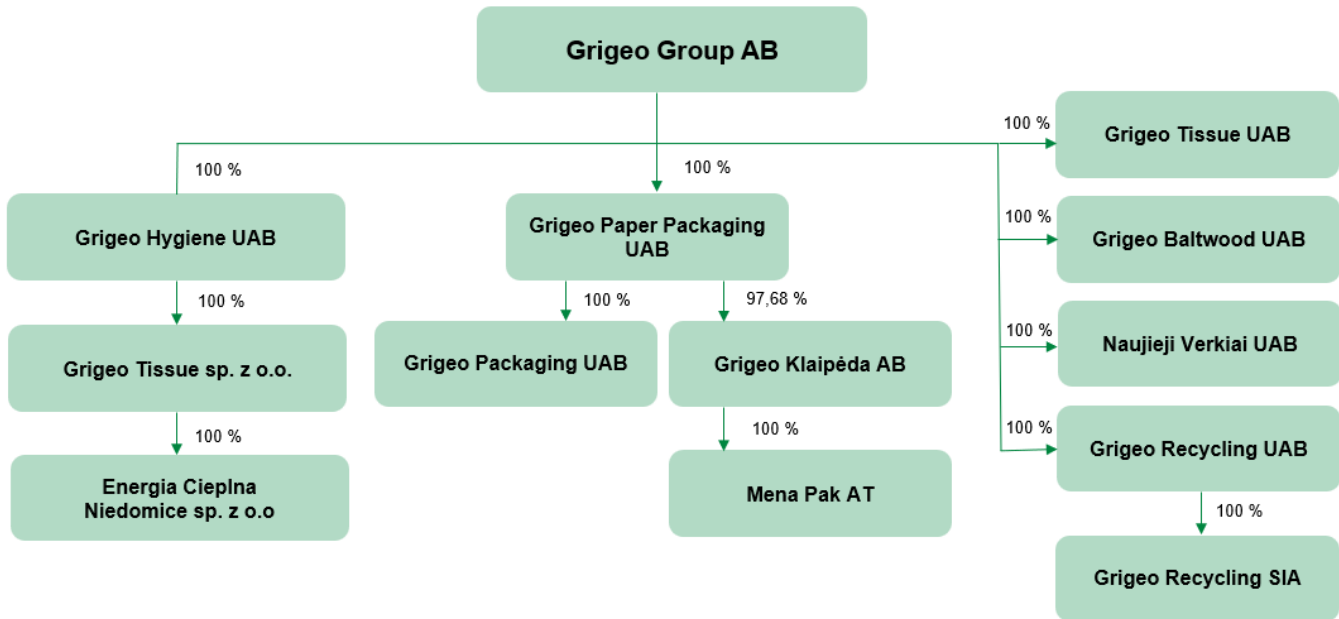 Grigeo Group AB
100 %
Grigeo Tissue UAB
100 %
100 %
Grigeo Hygiene UAB
Grigeo Paper Packaging
UAB
100 %
Grigeo Baltwood UAB
100 %
100 %
97,68 %
Grigeo Tissue sp. z o.o.
Grigeo Packaging UAB
Grigeo Klaipėda AB
100 %
Naujieji Verkiai UAB
100 %
100 %
100 %
Grigeo Recycling UAB
Energia Cieplna
Niedomice sp. z o.o
Mena Pak AT
100 %
Grigeo Recycling SIA